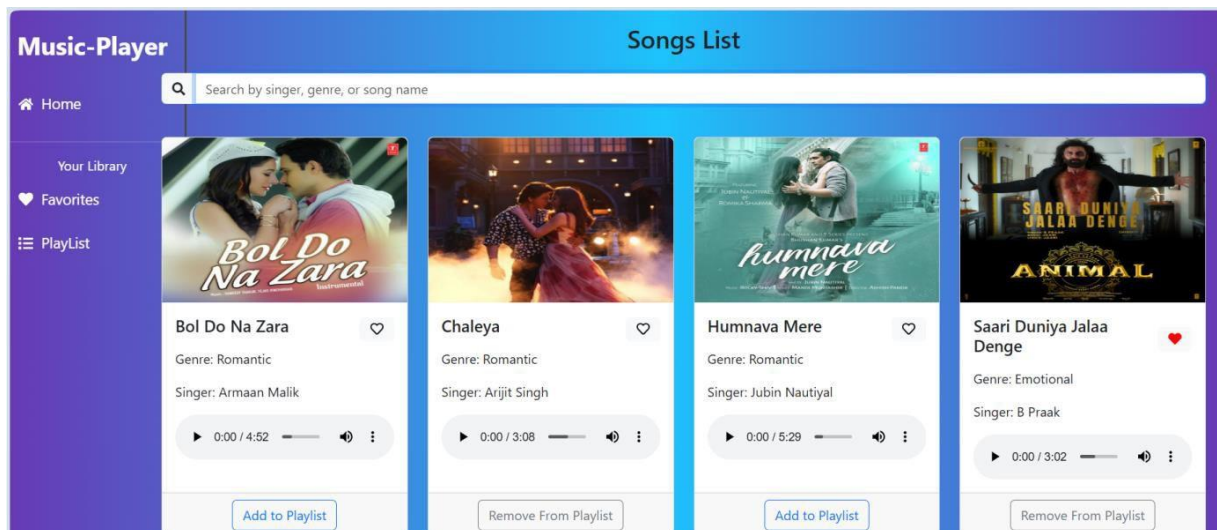 Music-Player
Songs List
Search by singer, genre, or song name
Home
Your Library
Favorites
PlayList
Bol Do
Na Zara
Instrumental
humnava
mere
SAARI DUNIYA
JALAA DENGE
ANIMAL
Bol Do Na Zara
Genre: Romantic
Singer: Armaan Malik
0:00 / 4:52
Add to Playlist
Chaleya
Genre: Romantic
Singer: Arijit Singh
0:00 / 3:08
Remove From Playlist
Humnava Mere
Genre: Romantic
Singer: Jubin Nautiyal
0:00 / 5:29
Add to Playlist
Saari Duniya Jalaa
Denge
Genre: Emotional
Singer: B Praak
0:00 / 3:02
Remove From Playlist